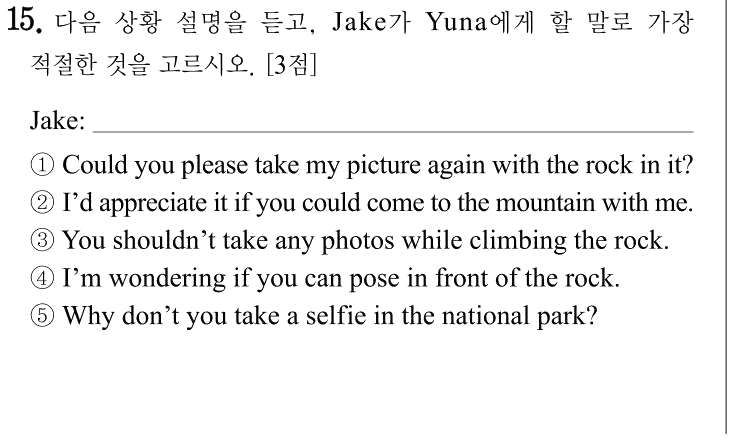 15. 다음 상황 설명을 듣고, Jake가 Yuna에게 할 말로 가장
적절한 것을 고르시오. [3점]
Jake:
① Could you please take my picture again with the rock in it?
② I’d appreciate it if you could come to the mountain with me.
③ You shouldn’t take any photos while climbing the rock.
④ I’m wondering if you can pose in front of the rock.
⑤ Why don’t you take a selfie in the national park?